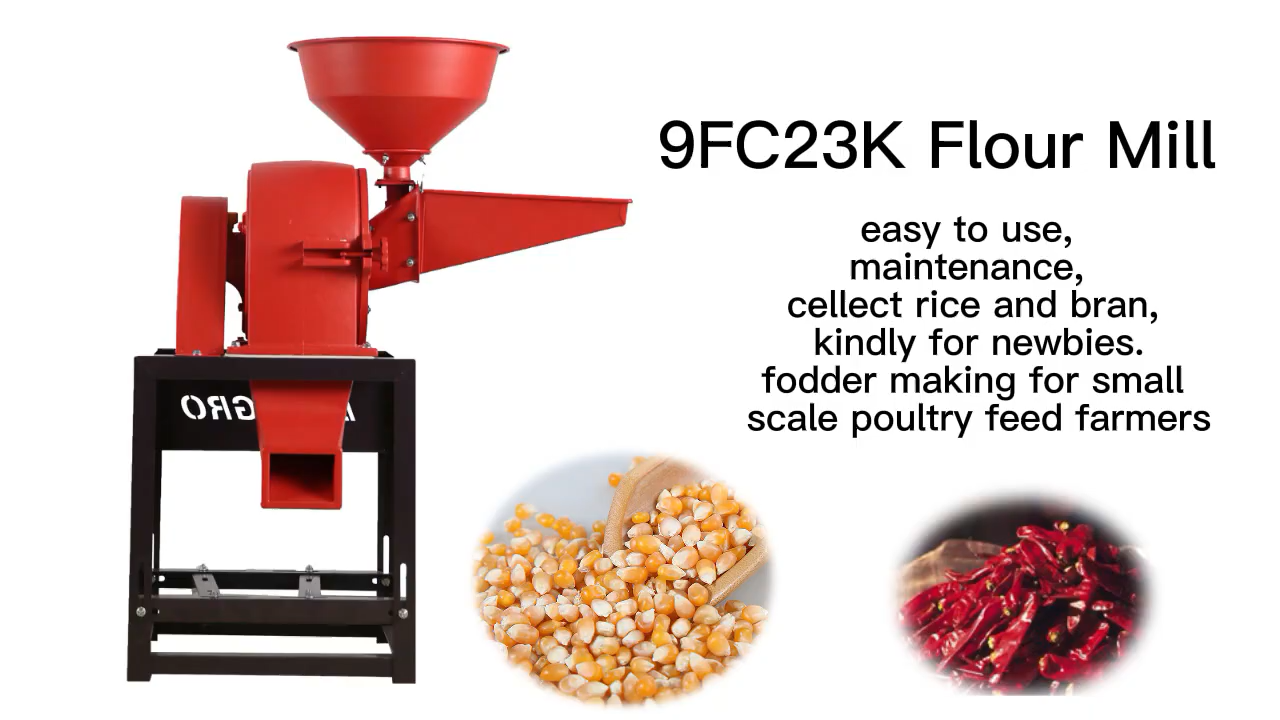 9FC23K Flour Mill
easy to use,
maintenance,
cellect rice and bran,
kindly for newbies.
fodder making for small
scale poultry feed farmers